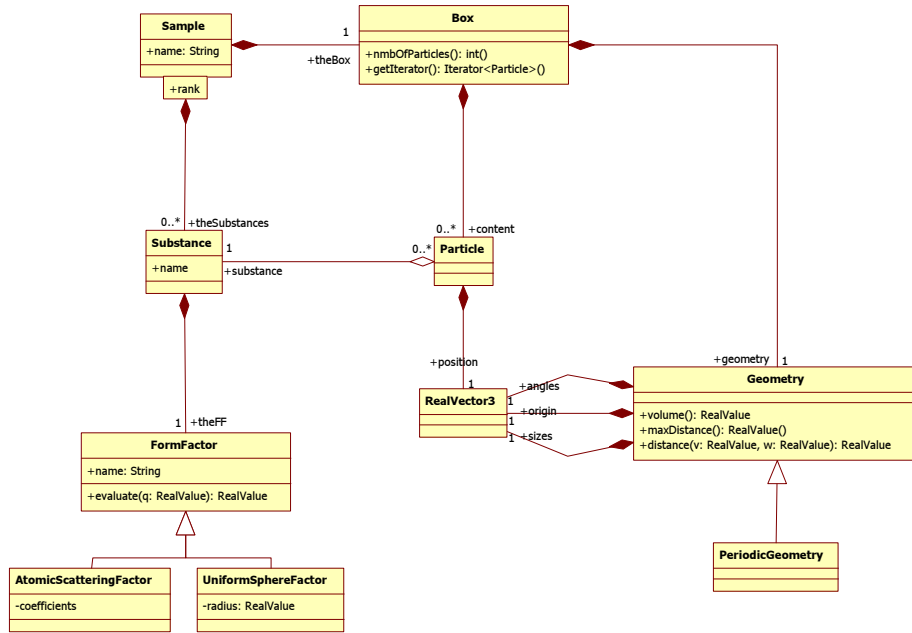 Sample
+name: String
+rank
1
+theBox
Box
+nmbOfParticles(): int()
+getIterator(): Iterator<Particle>()
0..* +theSubstances
Substance
+name
1
+substance
0..*
0..* +content
Particle
+position
1
RealVector3
+angles
1
+origin
1
+sizes
1
+geometry 1
Geometry
+volume(): RealValue
+maxDistance(): RealValue()
+distance(v: RealValue, w: RealValue): RealValue
1 +theFF
FormFactor
+name: String
+evaluate(q: RealValue): RealValue
PeriodicGeometry
AtomicScatteringFactor
-coefficients
UniformSphereFactor
-radius: RealValue